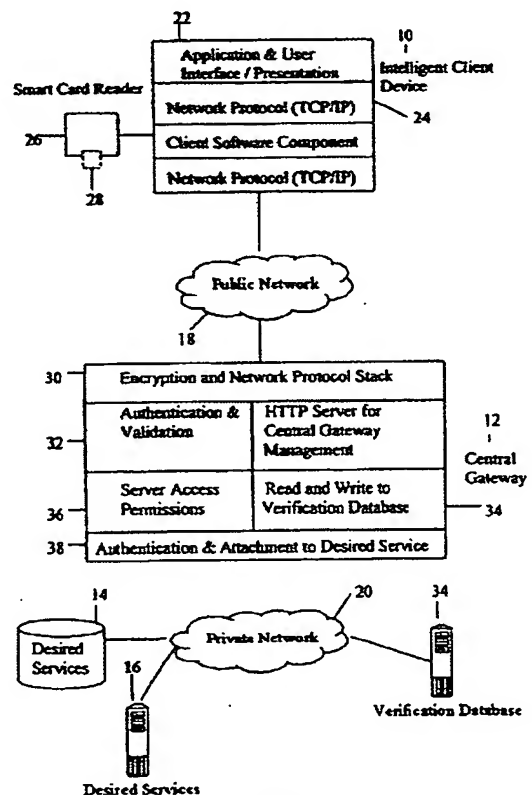 22
10
Application & User
Interface / Presentation
Intelligent Client
Device
Smart Card Reader
Network Protocol (TCP/IP)
24
26
Client Software Component
28
Network Protocol (TCP/IP)
Public Network
18
30
Encryption and Network Protocol Stack
Authentication &
Validation
HTTP Server for
Central Gateway
Management
12
32
Central
Gateway
Server Access
Permissions
Read and Write to
Verification Database
34
36
38
Authentication & Attachment to Desired Service
14
20
34
Private Network
Desired
Services
16
Verification Database
Desired Services